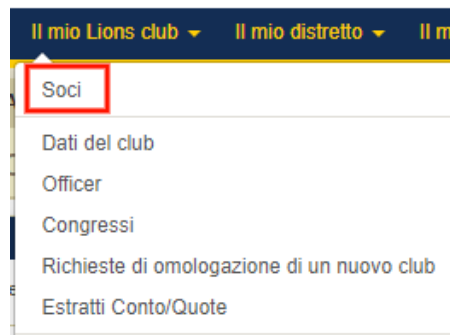 Il mio Lions club Il mio distretto Il m
Soci
Dati del club
Officer
Congressi
Richieste di omologazione di un nuovo club
Estratti Conto/Quote